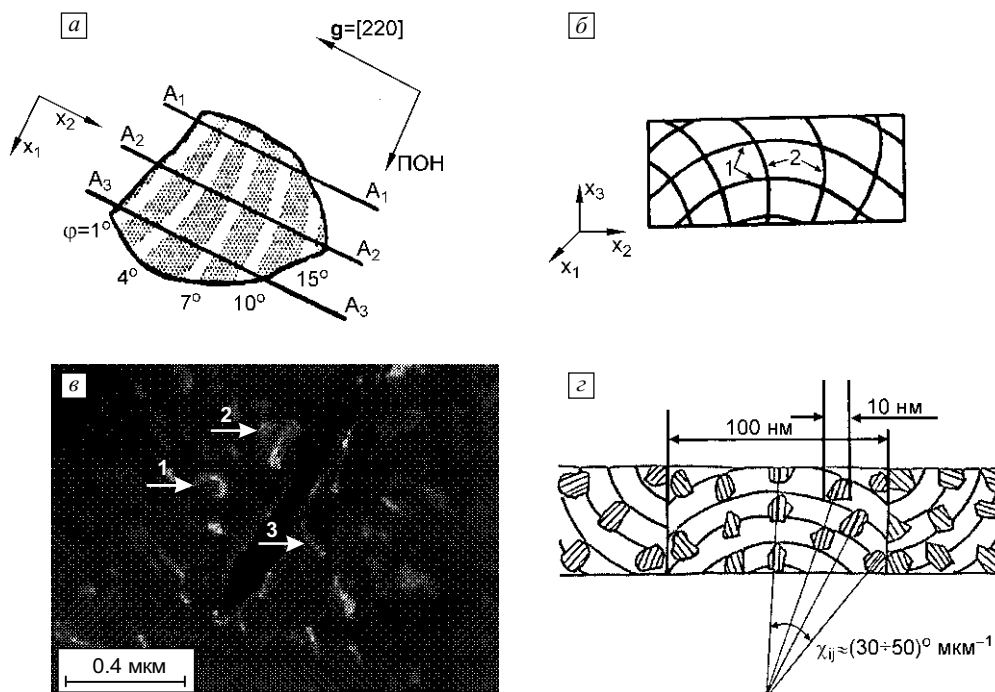 а
g=[220]
A₁
x₂
A₂
x₁
A₃
ПОН
A₁
φ=1°
A₂
4°
15°
7°
10°
A₃
б
1
2
x₃
x₂
x₁
в
2
1
3
0.4 мкм
г
10 нм
100 нм
χij≈(30÷50)° мкм⁻¹